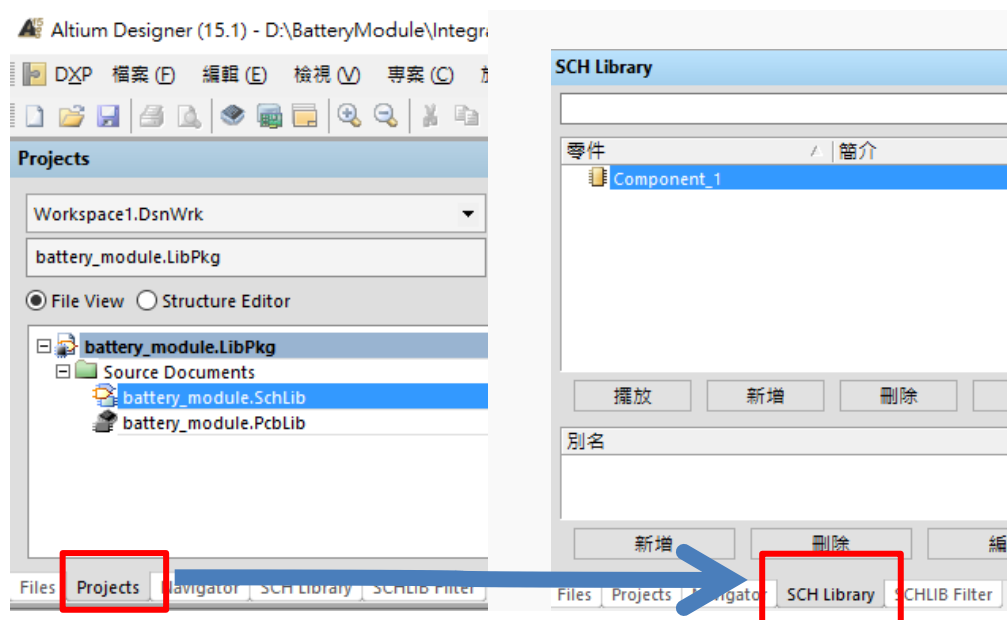 Altium Designer (15.1) - D:\BatteryModule\Integr
DXP 檔案 (F) 編輯 (E) 檢視 (V) 專案 (C)
Projects
Workspace1.DsnWrk
battery_module.LibPkg
File View Structure Editor
battery_module.LibPkg
Source Documents
battery_module.SchLib
battery_module.PcbLib
Files Projects Navigator SCH Library SCHLIB Filter
SCH Library
零件 簡介
Component_1
擺放 新增 刪除
別名
新增 刪除 編
Files Projects Navigator SCH Library SCHLIB Filter